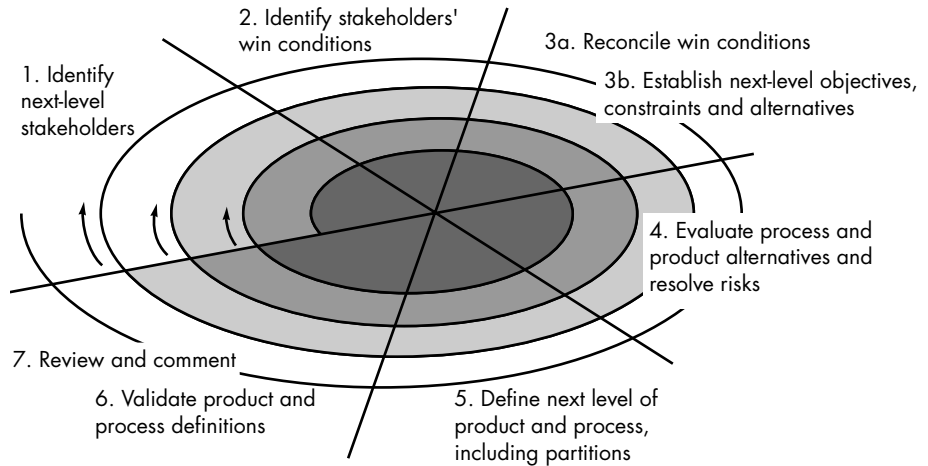 1. Identify
next-level
stakeholders
2. Identify stakeholders'
win conditions
3a. Reconcile win conditions
3b. Establish next-level objectives,
constraints and alternatives
4. Evaluate process and
product alternatives and
resolve risks
5. Define next level of
product and process,
including partitions
6. Validate product and
process definitions
7. Review and comment